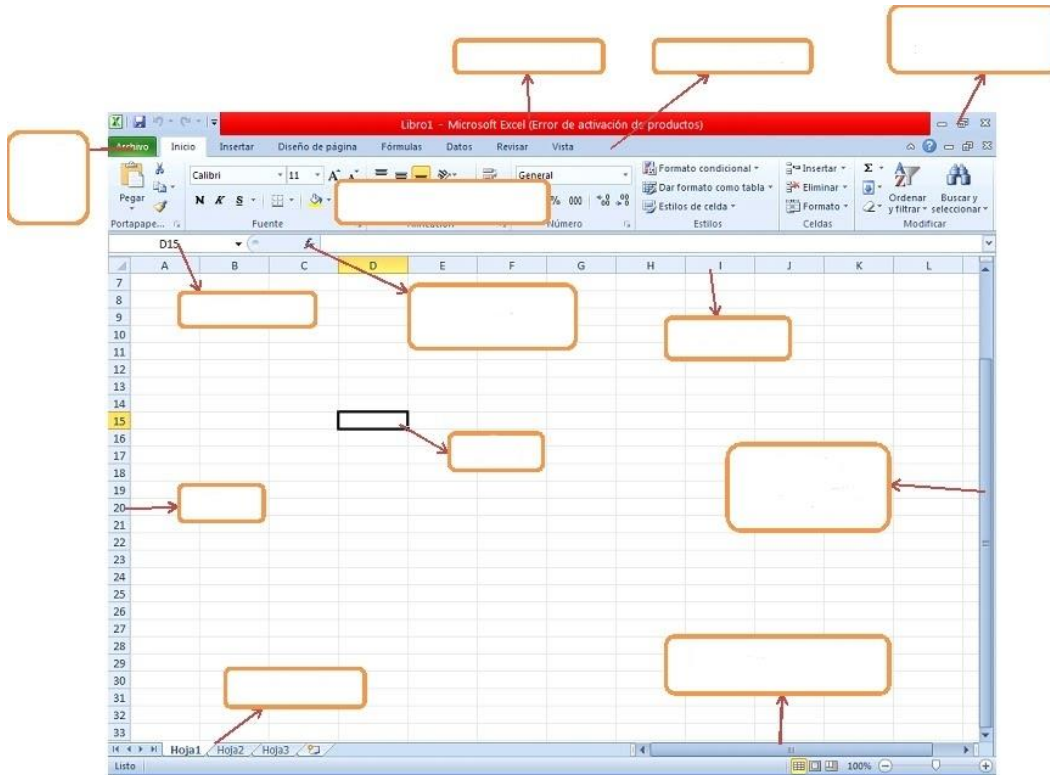 Libro1 - Microsoft Excel (Error de activación de productos)
Archivo Inicio Insertar Diseño de página Fórmulas Datos Revisar Vista
Calibri 11 General Formato condicional Insertar
Dar formato como tabla Eliminar
Pegar N K S % 000 Estilos de celda Formato Ordenar y filtrar Buscar y seleccionar
Portapape... Fuente Número Estilos Celdas Modificar
D15 fx
A B C D E F G H I J K L
7
8
9
10
11
12
13
14
15
16
17
18
19
20
21
22
23
24
25
26
27
28
29
30
31
32
33
Hoja1 Hoja2 Hoja3
Listo 100%